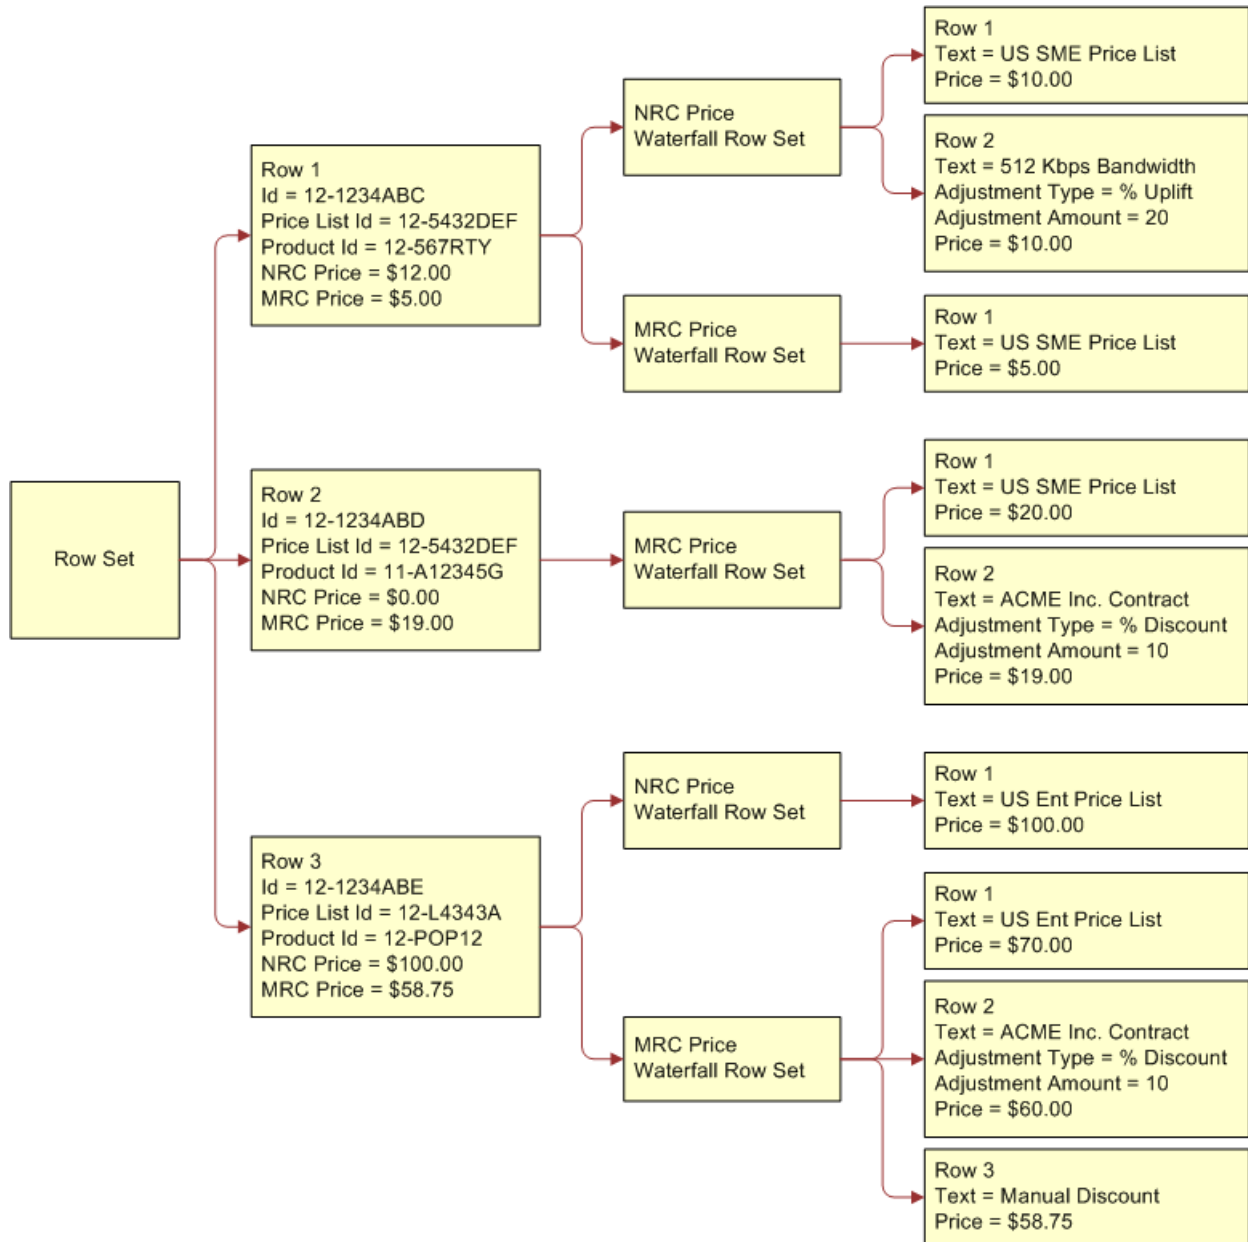 Row Set
Row 1
Id = 12-1234ABC
Price List Id = 12-5432DEF
Product Id = 12-567RTY
NRC Price = $12.00
MRC Price = $5.00
NRC Price
Waterfall Row Set
Row 1
Text = US SME Price List
Price = $10.00
Row 2
Text = 512 Kbps Bandwidth
Adjustment Type = % Uplift
Adjustment Amount = 20
Price = $10.00
MRC Price
Waterfall Row Set
Row 1
Text = US SME Price List
Price = $5.00
Row 2
Id = 12-1234ABD
Price List Id = 12-5432DEF
Product Id = 11-A12345G
NRC Price = $0.00
MRC Price = $19.00
MRC Price
Waterfall Row Set
Row 1
Text = US SME Price List
Price = $20.00
Row 2
Text = ACME Inc. Contract
Adjustment Type = % Discount
Adjustment Amount = 10
Price = $19.00
Row 3
Id = 12-1234ABE
Price List Id = 12-L4343A
Product Id = 12-POP12
NRC Price = $100.00
MRC Price = $58.75
NRC Price
Waterfall Row Set
Row 1
Text = US Ent Price List
Price = $100.00
MRC Price
Waterfall Row Set
Row 1
Text = US Ent Price List
Price = $70.00
Row 2
Text = ACME Inc. Contract
Adjustment Type = % Discount
Adjustment Amount = 10
Price = $60.00
Row 3
Text = Manual Discount
Price = $58.75